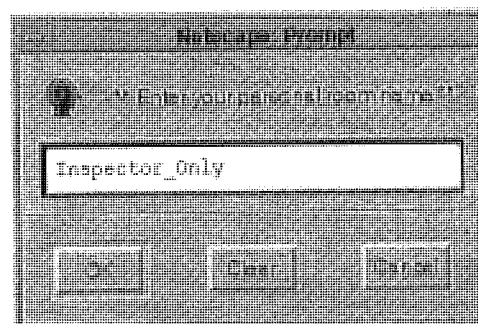 Netscape: Prompt
** Enter your personal room name **
Inspector_Only
OK Clear Cancel